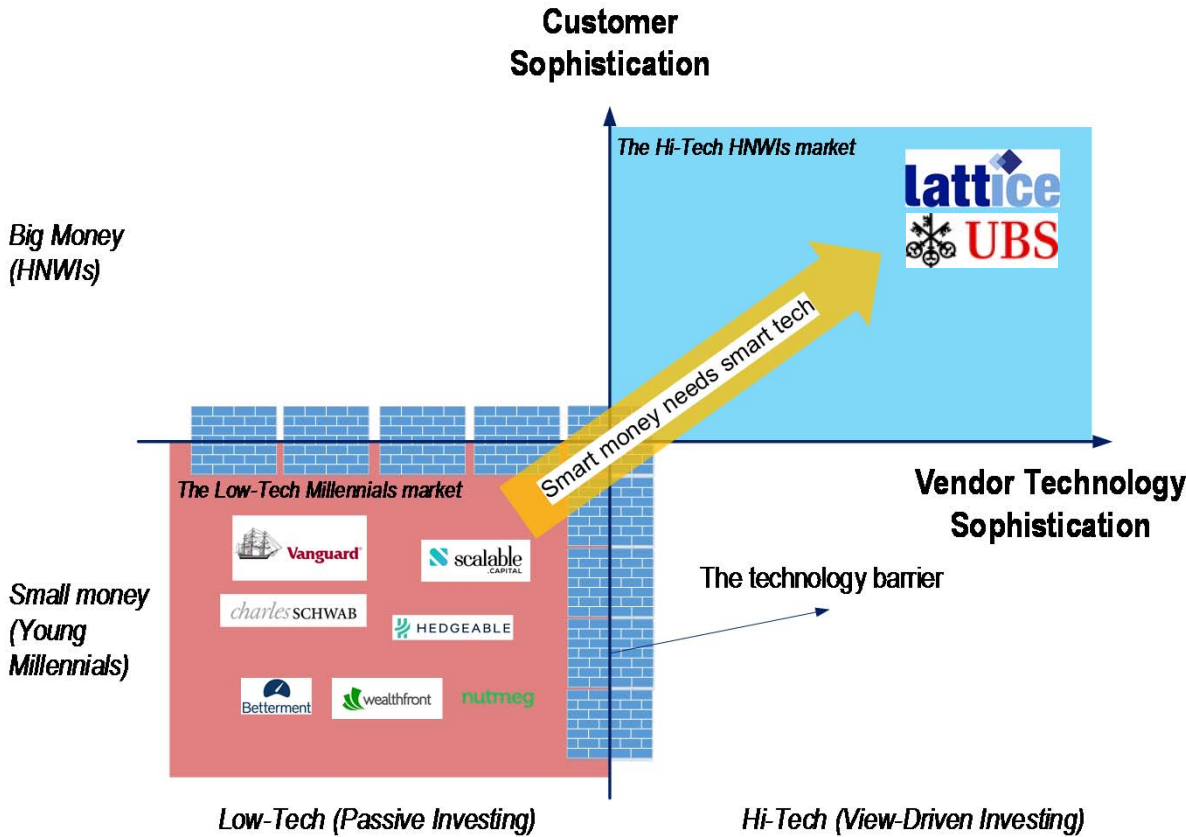 Customer
Sophistication
The Hi-Tech HNWIs market
lattice
UBS
Big Money
(HNWIs)
Smart money needs smart tech
The Low-Tech Millennials market
Vendor Technology
Sophistication
Vanguard®
scalable
.CAPITAL
charles SCHWAB
HEDGEABLE
The technology barrier
Small money
(Young
Millennials)
Betterment
wealthfront
nutmeg
Low-Tech (Passive Investing)
Hi-Tech (View-Driven Investing)